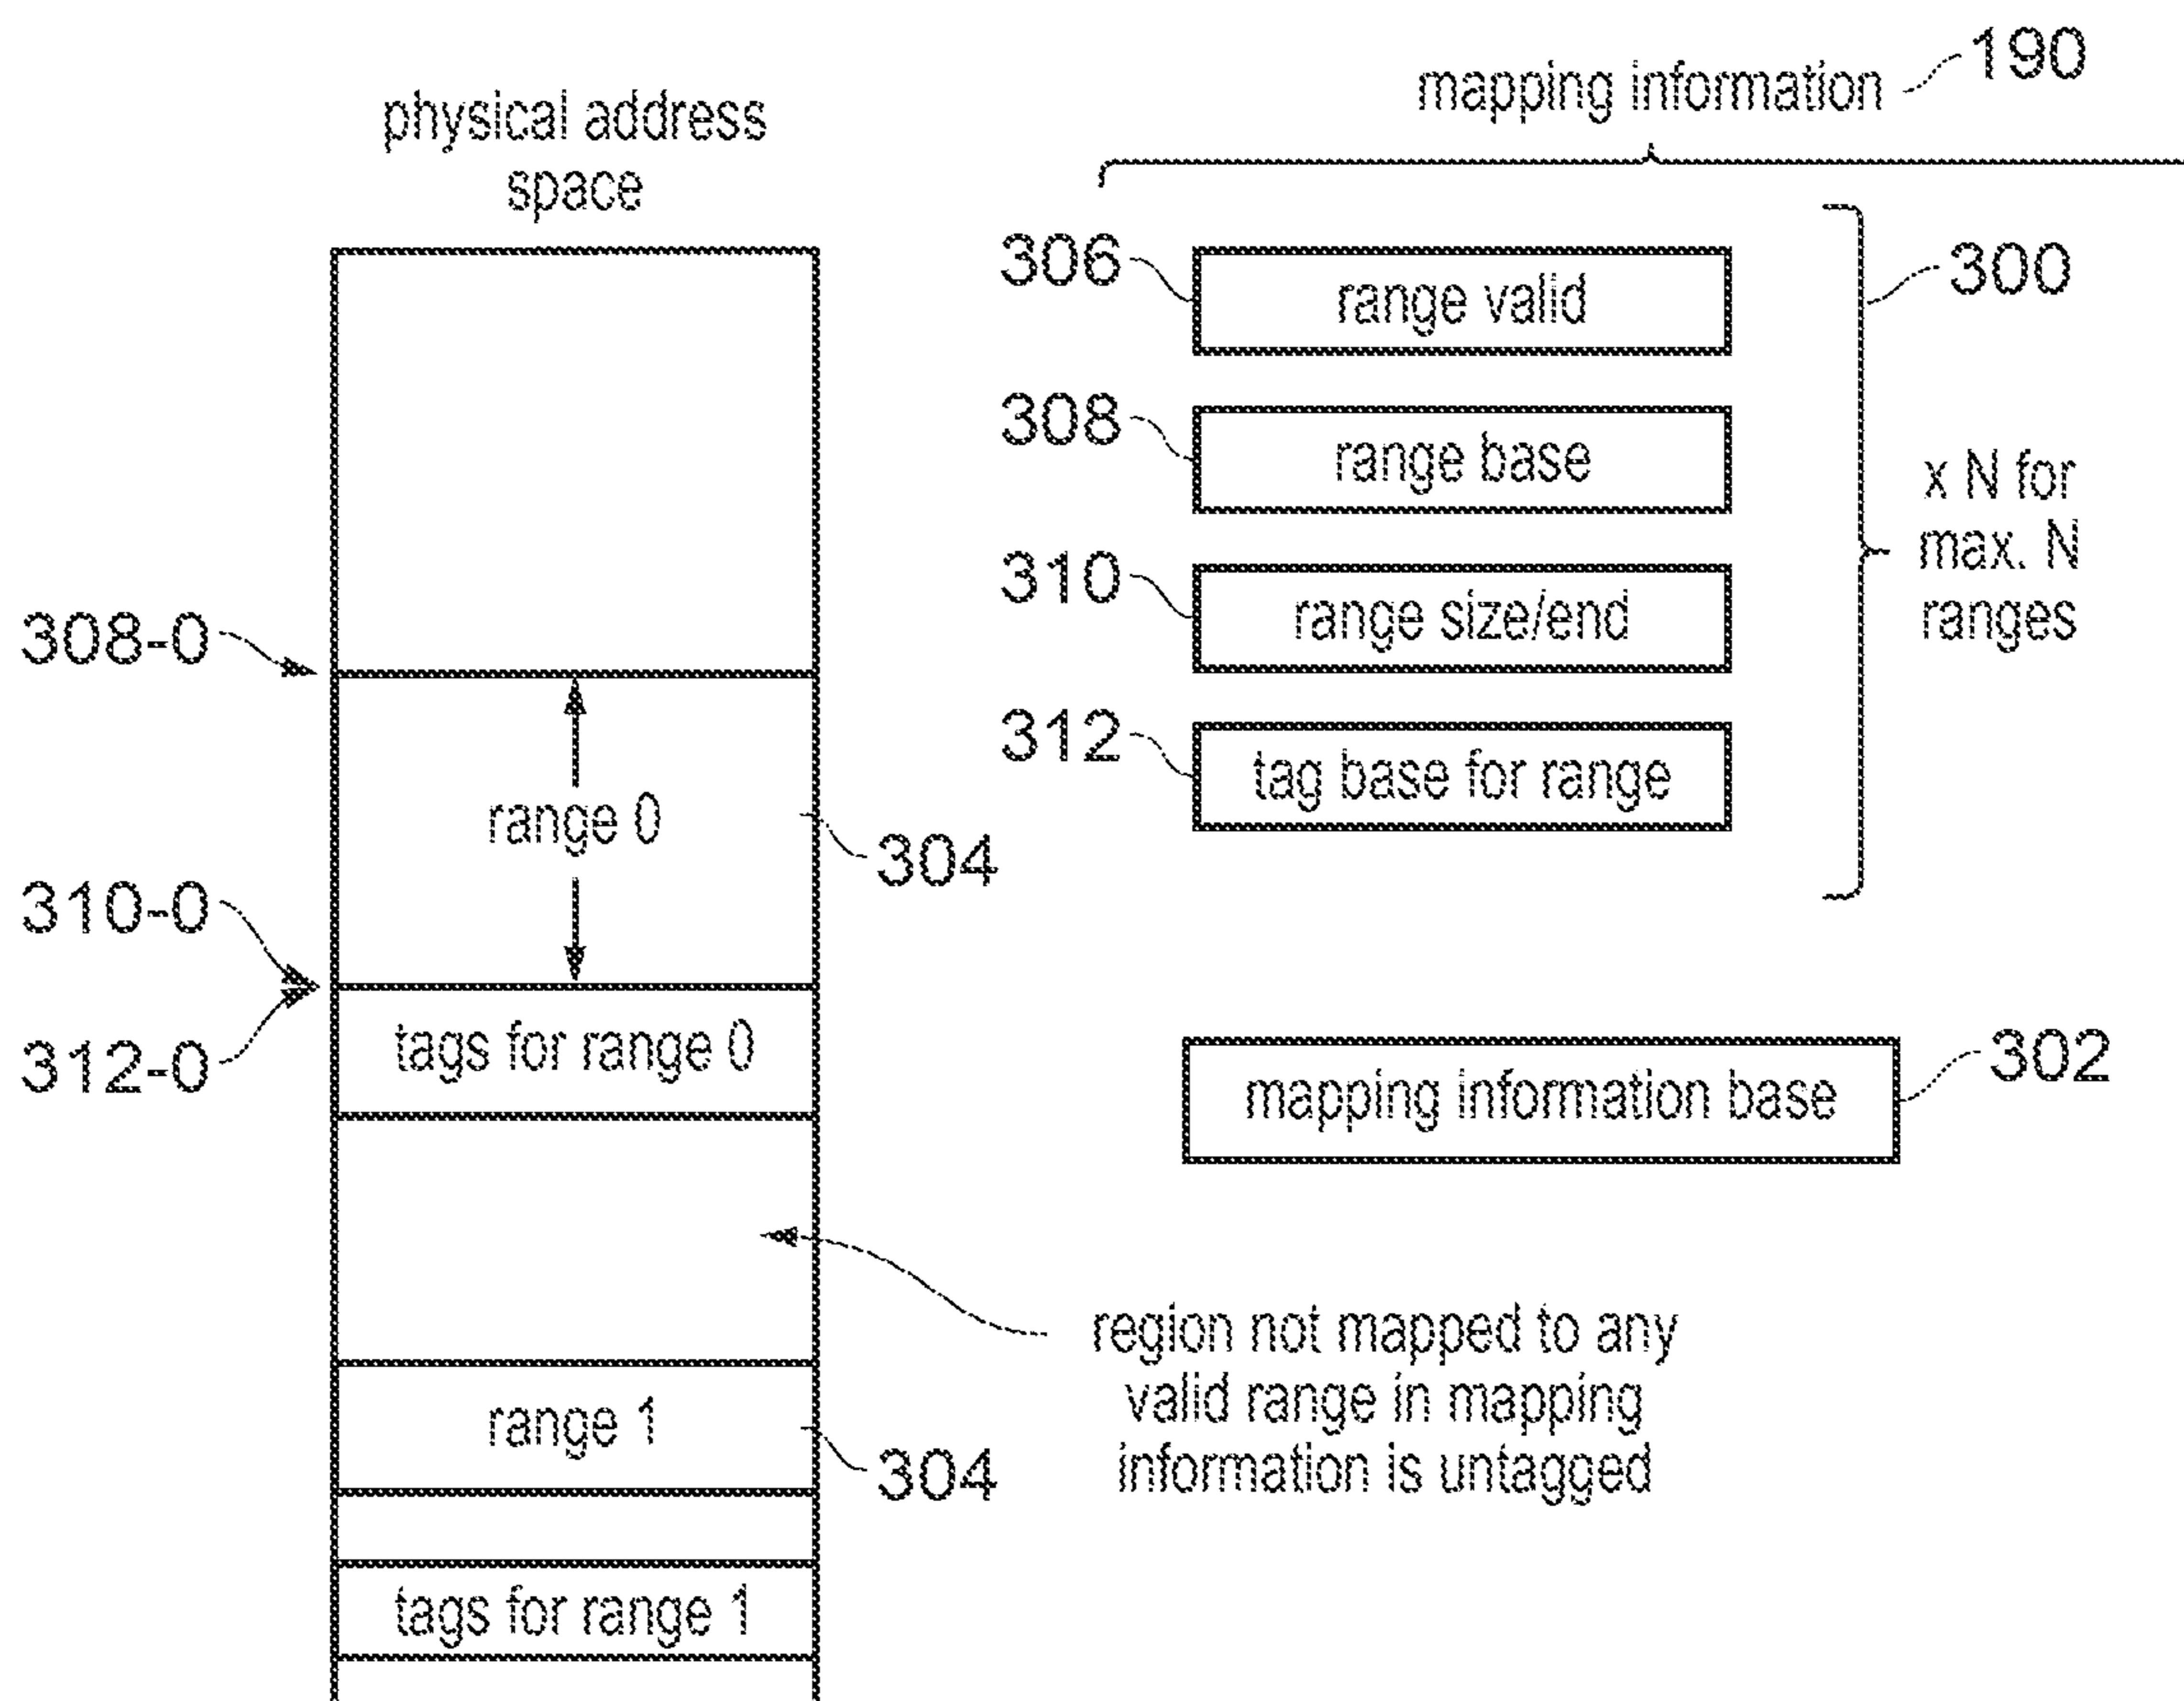 physical address
space
308-0
range 0
304
310-0
312-0
tags for range 0
range 1
304
tags for range 1
mapping information
190
306
range valid
300
308
range base
x N for
max. N
ranges
310
range size/end
312
tag base for range
mapping information base
302
region not mapped to any
valid range in mapping
information is untagged